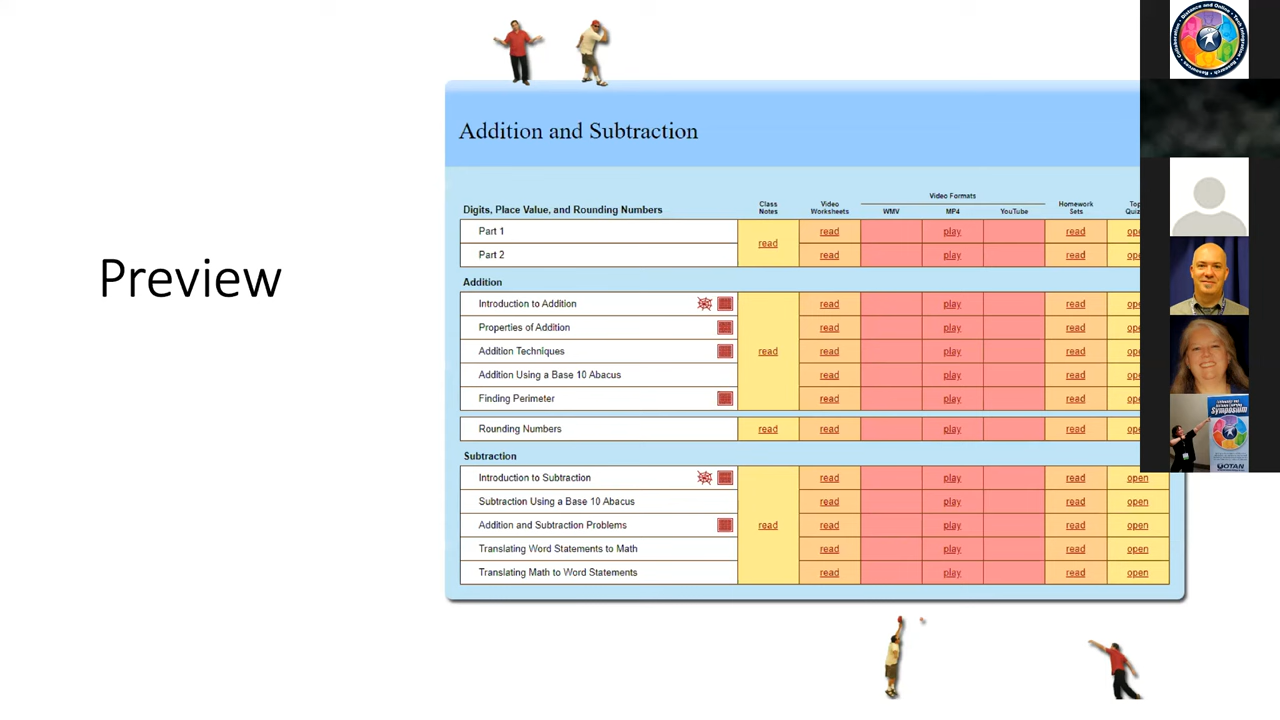 Preview
Addition and Subtraction
Digits, Place Value, and Rounding Numbers
Class Notes
Video Worksheets
Video Formats
WMV
MP4
YouTube
Homework Sets
Part 1 read read play read
Part 2 read play read
Addition
Introduction to Addition read play read
Properties of Addition read play read
Addition Techniques read read play read
Addition Using a Base 10 Abacus read play read
Finding Perimeter read play read
Rounding Numbers read read play read
Subtraction
Introduction to Subtraction read play read open
Subtraction Using a Base 10 Abacus read play read open
Addition and Subtraction Problems read read play read open
Translating Word Statements to Math read play read open
Translating Math to Word Statements read play read open
Symposium
OTAN